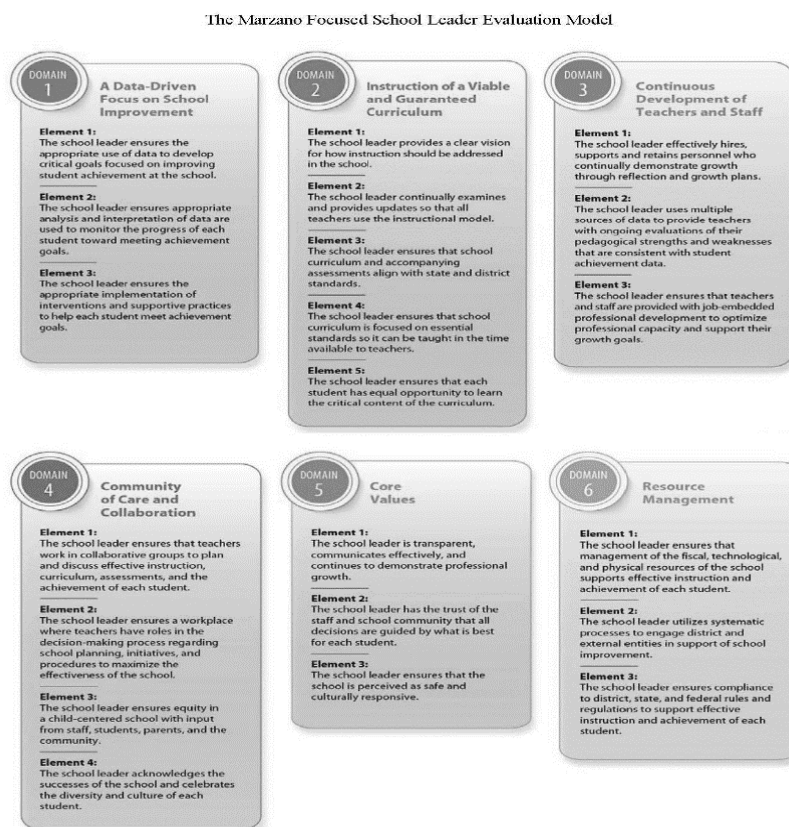 The Marzano Focused School Leader Evaluation Model
DOMAIN
1
A Data-Driven
Focus on School
Improvement
Element 1:
The school leader ensures the
appropriate use of data to develop
critical goals focused on improving
student achievement at the school.
Element 2:
The school leader ensures appropriate
analysis and interpretation of data are
used to monitor the progress of each
student toward meeting achievement
goals.
Element 3:
The school leader ensures the
appropriate implementation of
interventions and supportive practices
to help each student meet achievement
goals.
DOMAIN
2
Instruction of a Viable
and Guaranteed
Curriculum
Element 1:
The school leader provides a clear vision
for how instruction should be addressed
in the school.
Element 2:
The school leader continually examines
and provides updates so that all
teachers use the instructional model.
Element 3:
The school leader ensures that school
curriculum and accompanying
assessments align with state and district
standards.
Element 4:
The school leader ensures that school
curriculum is focused on essential
standards so it can be taught in the time
available to teachers.
Element 5:
The school leader ensures that each
student has equal opportunity to learn
the critical content of the curriculum.
DOMAIN
3
Continuous
Development of
Teachers and Staff
Element 1:
The school leader effectively hires,
supports and retains personnel who
continually demonstrate growth
through reflection and growth plans.
Element 2:
The school leader uses multiple
sources of data to provide teachers
with ongoing evaluations of their
pedagogical strengths and weaknesses
that are consistent with student
achievement data.
Element 3:
The school leader ensures that teachers
and staff are provided with job-embedded
professional development to optimize
professional capacity and support their
growth goals.
DOMAIN
4
Community
of Care and
Collaboration
Element 1:
The school leader ensures that teachers
work in collaborative groups to plan
and discuss effective instruction,
curriculum, assessments, and the
achievement of each student.
Element 2:
The school leader ensures a workplace
where teachers have roles in the
decision-making process regarding
school planning, initiatives, and
procedures to maximize the
effectiveness of the school.
Element 3:
The school leader ensures equity in
a child-centered school with input
from staff, students, parents, and the
community.
Element 4:
The school leader acknowledges the
successes of the school and celebrates
the diversity and culture of each
student.
DOMAIN
5
Core
Values
Element 1:
The school leader is transparent,
communicates effectively, and
continues to demonstrate professional
growth.
Element 2:
The school leader has the trust of the
staff and school community that all
decisions are guided by what is best
for each student.
Element 3:
The school leader ensures that the
school is perceived as safe and
culturally responsive.
DOMAIN
6
Resource
Management
Element 1:
The school leader ensures that
management of the fiscal, technological,
and physical resources of the school
supports effective instruction and
achievement of each student.
Element 2:
The school leader utilizes systematic
processes to engage district and
external entities in support of school
improvement.
Element 3:
The school leader ensures compliance
to district, state, and federal rules and
regulations to support effective
instruction and achievement of each
student.